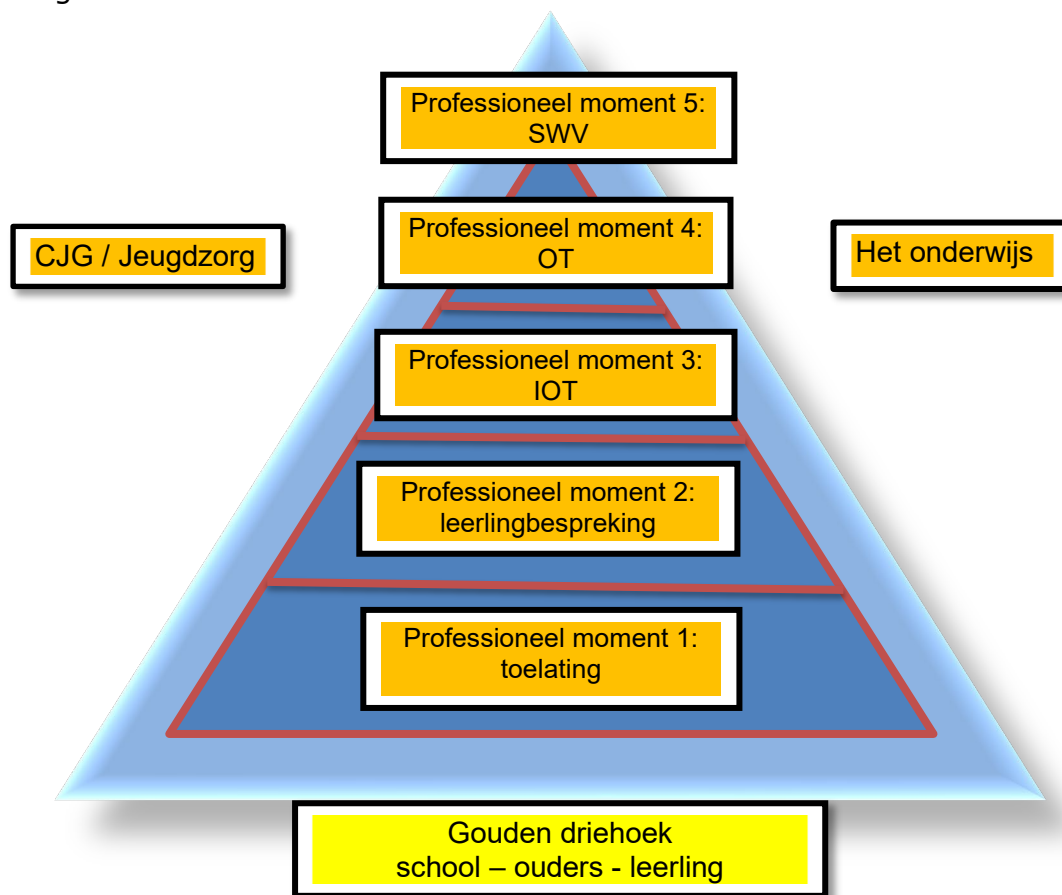 Professioneel moment 5:
SWV
Professioneel moment 4:
OT
CJG / Jeugdzorg
Het onderwijs
Professioneel moment 3:
IOT
Professioneel moment 2:
leerlingbespreking
Professioneel moment 1:
toelating
Gouden driehoek
school – ouders - leerling